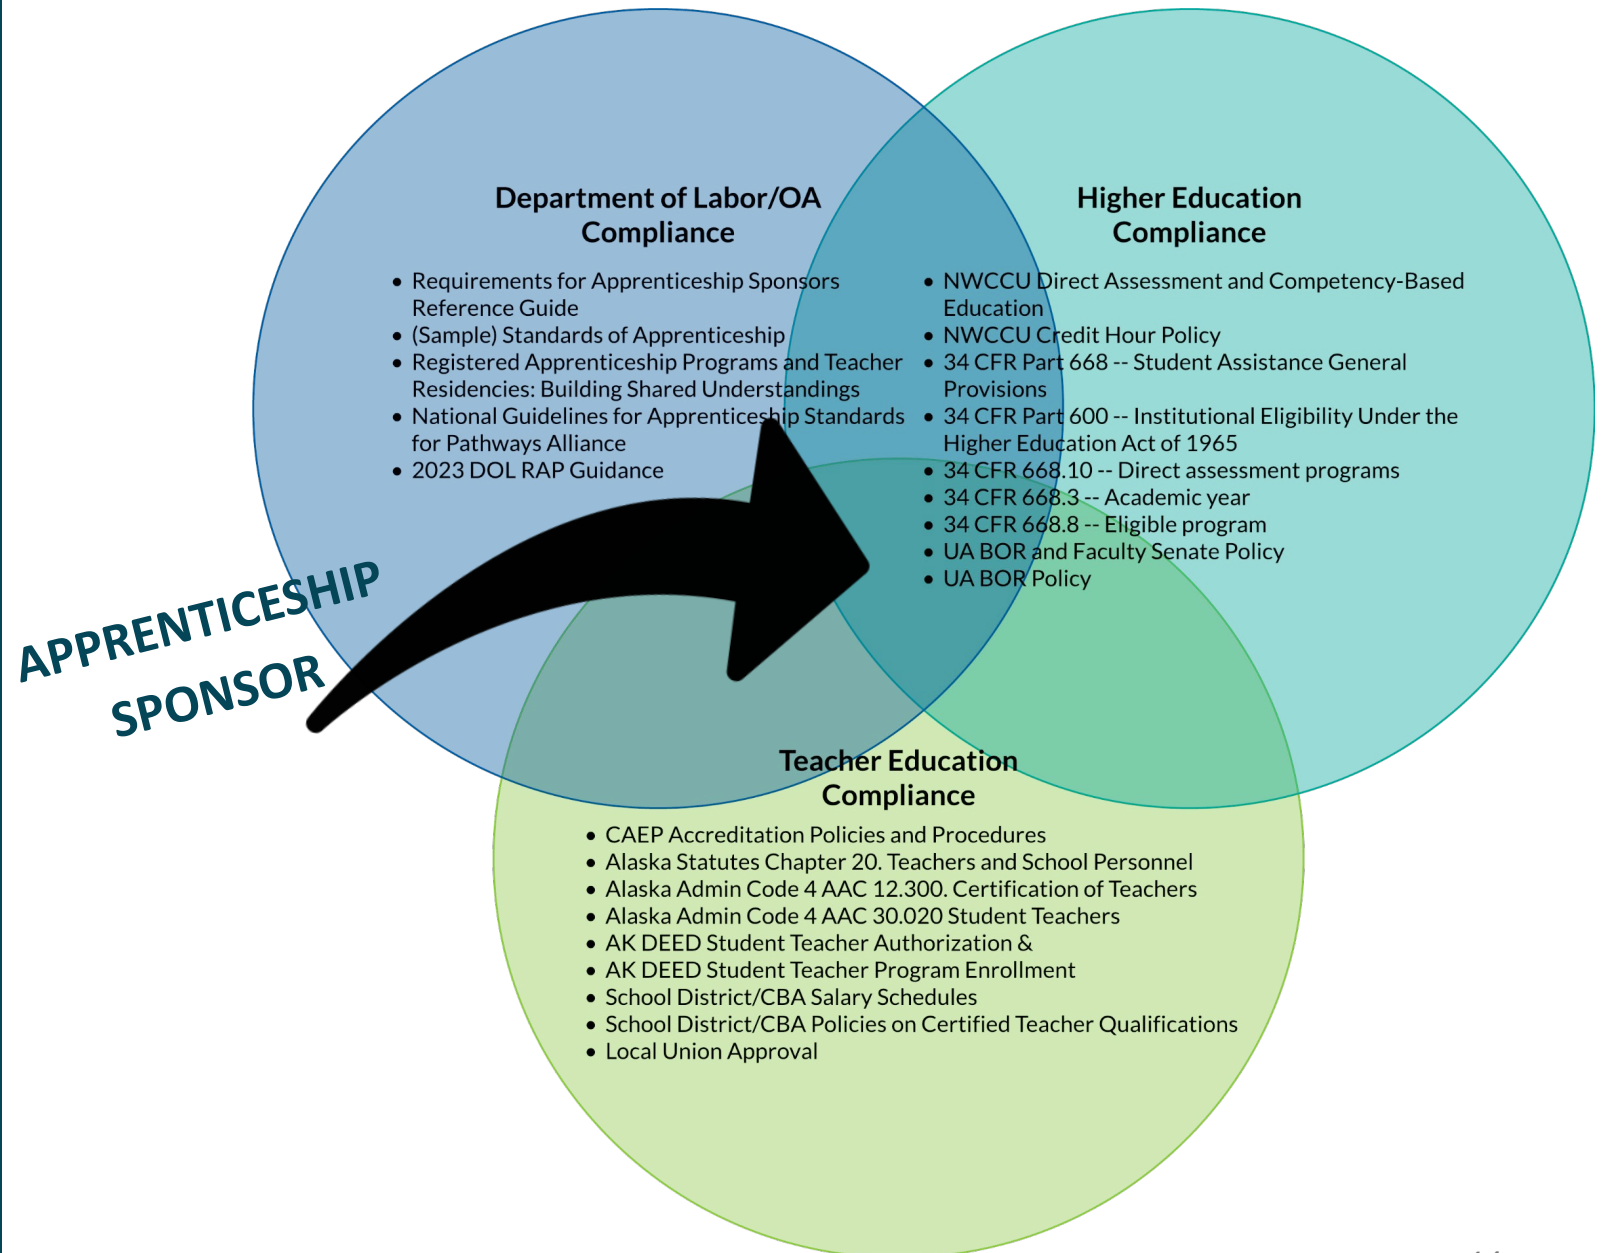 Department of Labor/OA
Compliance
• Requirements for Apprenticeship Sponsors
Reference Guide
• (Sample) Standards of Apprenticeship
• Registered Apprenticeship Programs and Teacher
Residencies: Building Shared Understandings
• National Guidelines for Apprenticeship Standards
for Pathways Alliance
• 2023 DOL RAP Guidance
Higher Education
Compliance
• NWCCU Direct Assessment and Competency-Based
Education
• NWCCU Credit Hour Policy
• 34 CFR Part 668 -- Student Assistance General
Provisions
• 34 CFR Part 600 -- Institutional Eligibility Under the
Higher Education Act of 1965
• 34 CFR 668.10 -- Direct assessment programs
• 34 CFR 668.3 -- Academic year
• 34 CFR 668.8 -- Eligible program
• UA BOR and Faculty Senate Policy
• UA BOR Policy
APPRENTICESHIP
SPONSOR
Teacher Education
Compliance
• CAEP Accreditation Policies and Procedures
• Alaska Statutes Chapter 20. Teachers and School Personnel
• Alaska Admin Code 4 AAC 12.300. Certification of Teachers
• Alaska Admin Code 4 AAC 30.020 Student Teachers
• AK DEED Student Teacher Authorization &
• AK DEED Student Teacher Program Enrollment
• School District/CBA Salary Schedules
• School District/CBA Policies on Certified Teacher Qualifications
• Local Union Approval